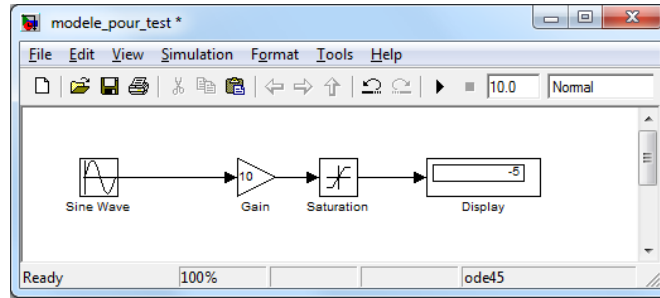 modele_pour_test *
File Edit View Simulation Format Tools Help
10.0 Normal
10 -5
Sine Wave Gain Saturation Display
Ready 100% ode45